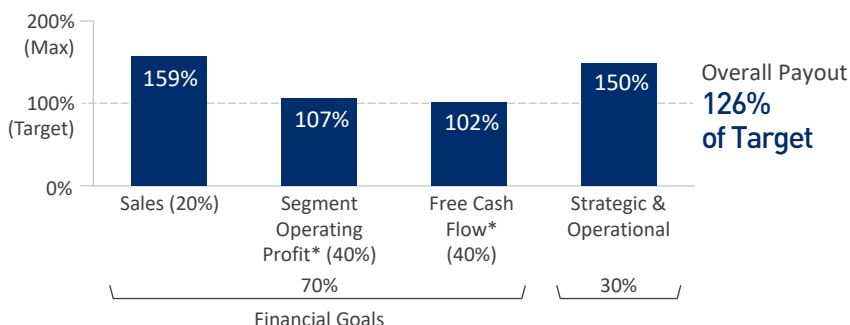 200%
(Max)
100%
(Target)
0%
159%
107%
102%
150%
Overall Payout
126%
of Target
Sales (20%)
Segment
Operating
Profit* (40%)
Free Cash
Flow*
(40%)
Strategic &
Operational
70%
30%
Financial Goals